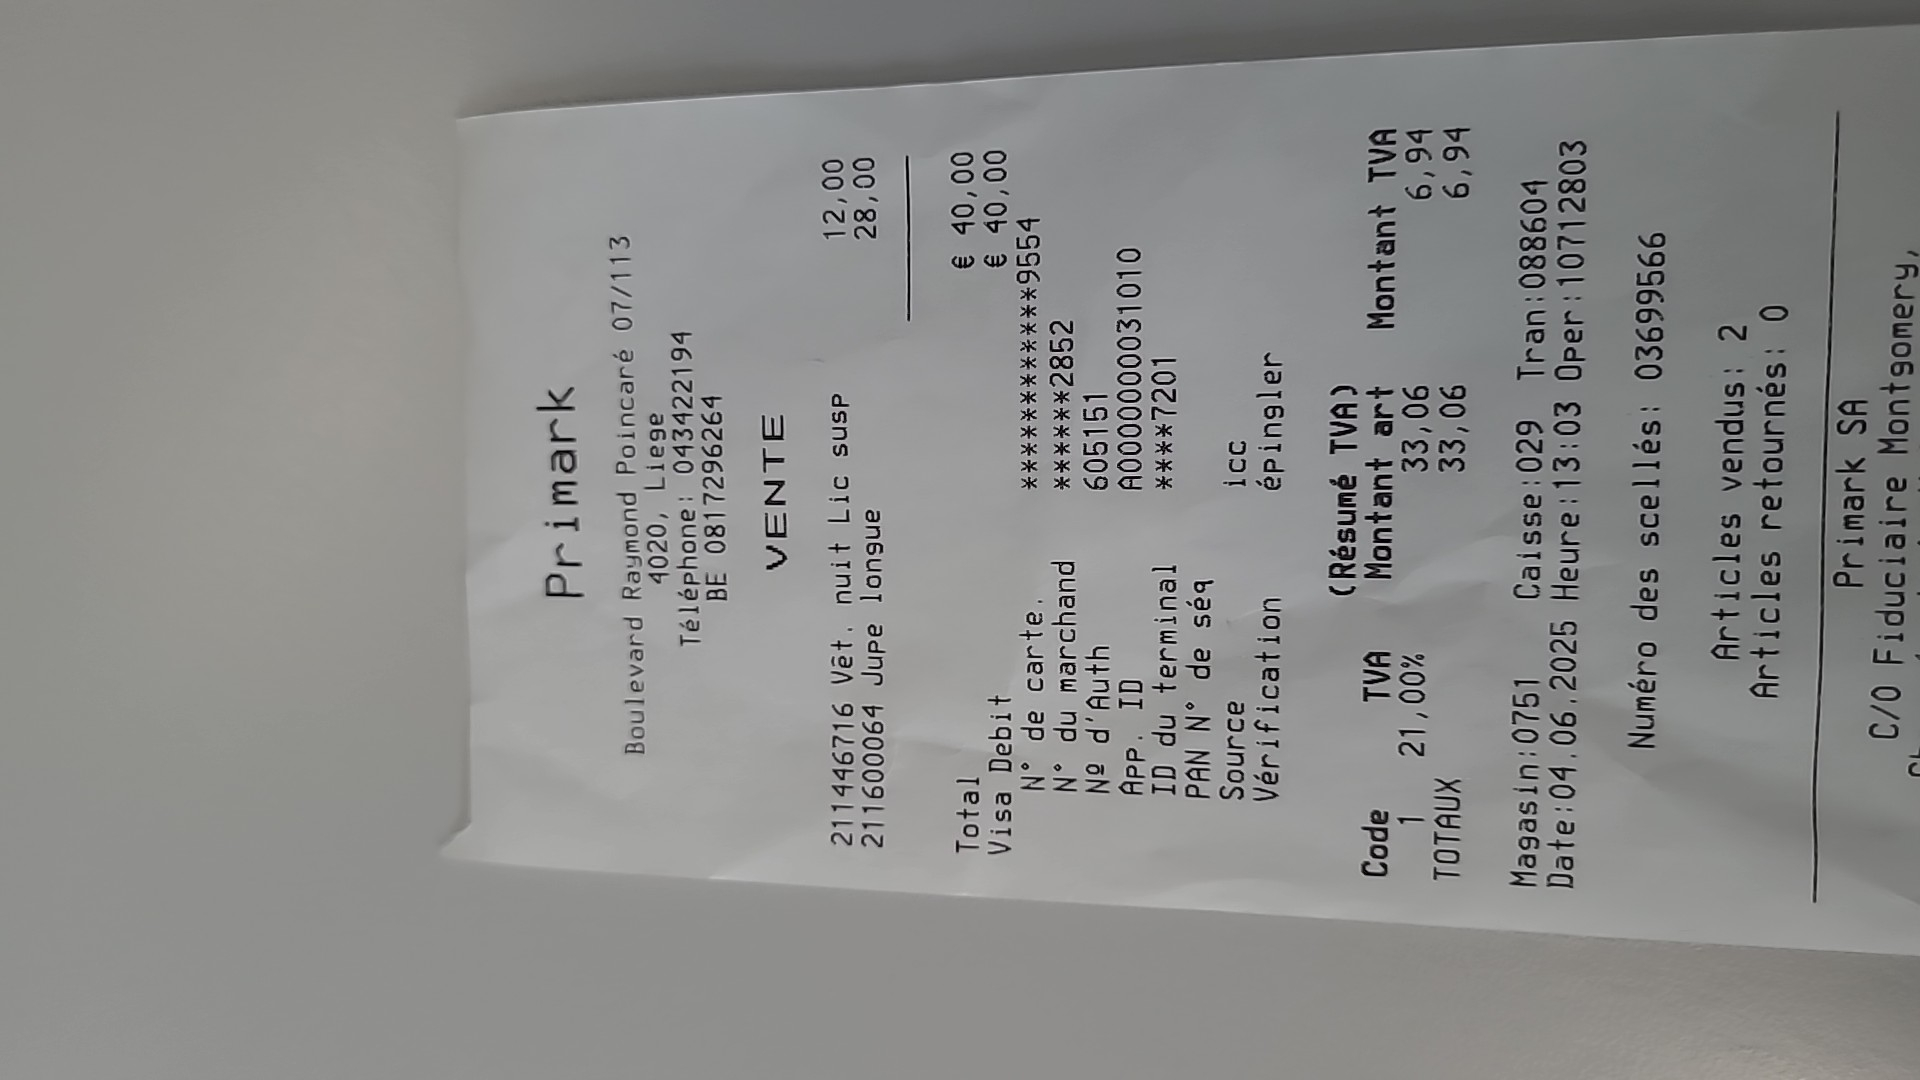 Primark
Boulevard Raymond Poincaré 07/113
4020, Liege
Téléphone: 043422194
BE 0817296264
VENTE
211446716 Vêt. nuit Lic susp 12,00
211600064 Jupe longue 28,00
Total € 40,00
Visa Debit € 40,00
N° de carte. ************9554
N° du marchand ******2852
Nº d'Auth 605151
App. ID A0000000031010
ID du terminal ****7201
PAN N° de séq
Source icc
Vérification épingler
(Résumé TVA)
Code TVA Montant art Montant TVA
1 21,00% 33,06 6,94
TOTAUX 33,06 6,94
Magasin:0751 Caisse:029 Tran:088604
Date:04.06.2025 Heure:13:03 Oper:10712803
Numéro des scellés: 03699566
Articles vendus: 2
Articles retournés: 0
Primark SA
C/O Fiduciaire Montgomery,